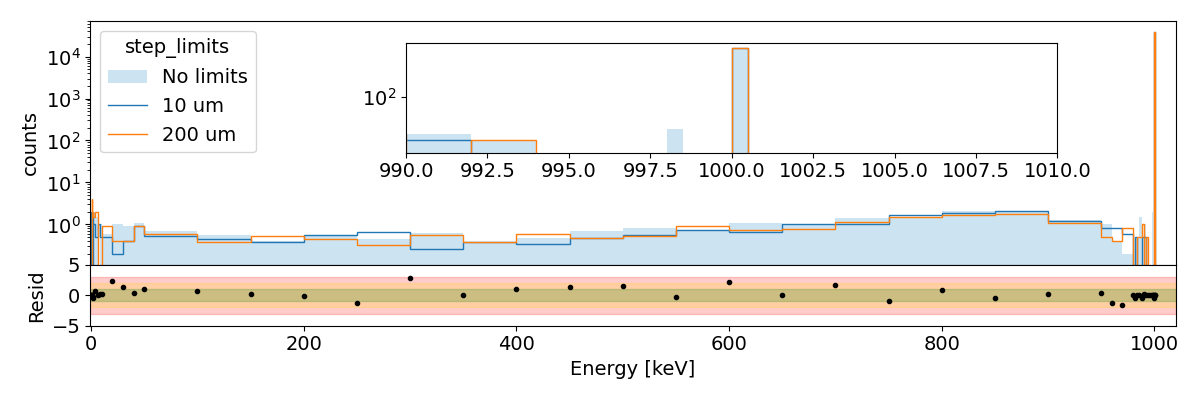 step_limits
No limits
10 um
200 um
counts
10^4
10^3
10^2
10^1
10^0
10^2
990.0 992.5 995.0 997.5 1000.0 1002.5 1005.0 1007.5 1010.0
Resid
5
0
−5
0 200 400 600 800 1000
Energy [keV]